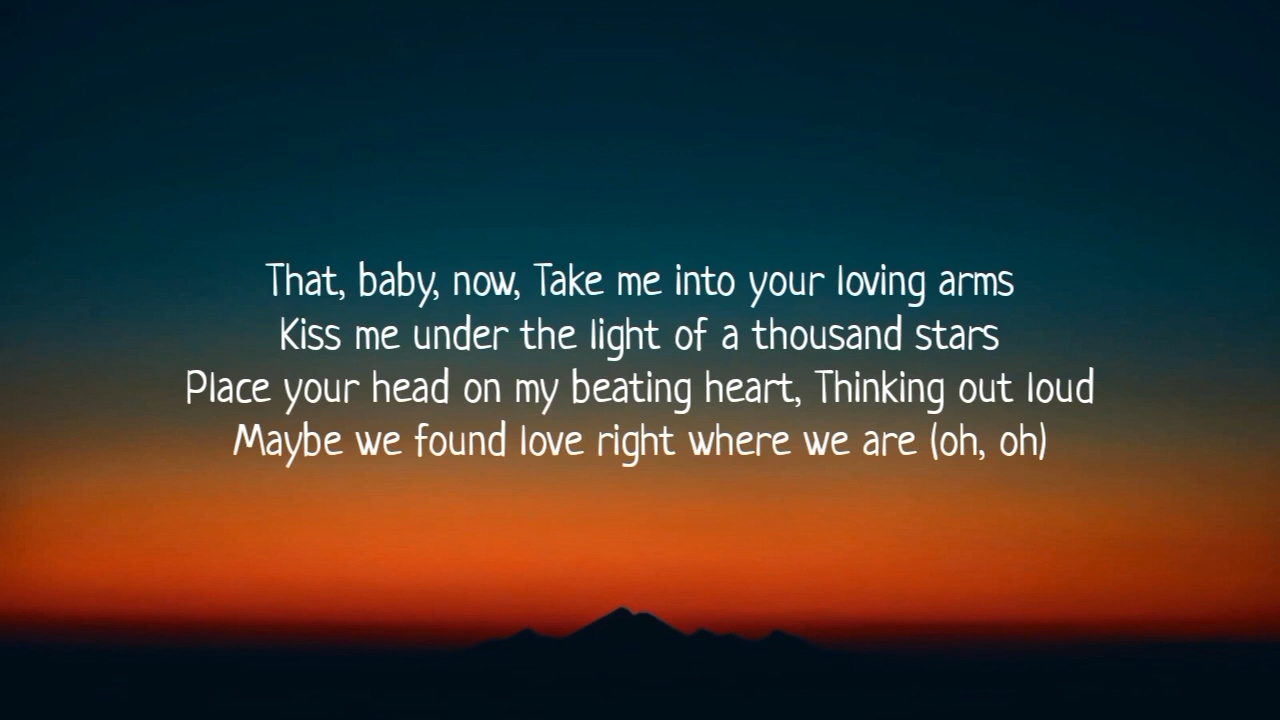 That, baby, now, Take me into your loving arms
Kiss me under the light of a thousand stars
Place your head on my beating heart, Thinking out loud
Maybe we found love right where we are (oh, oh)